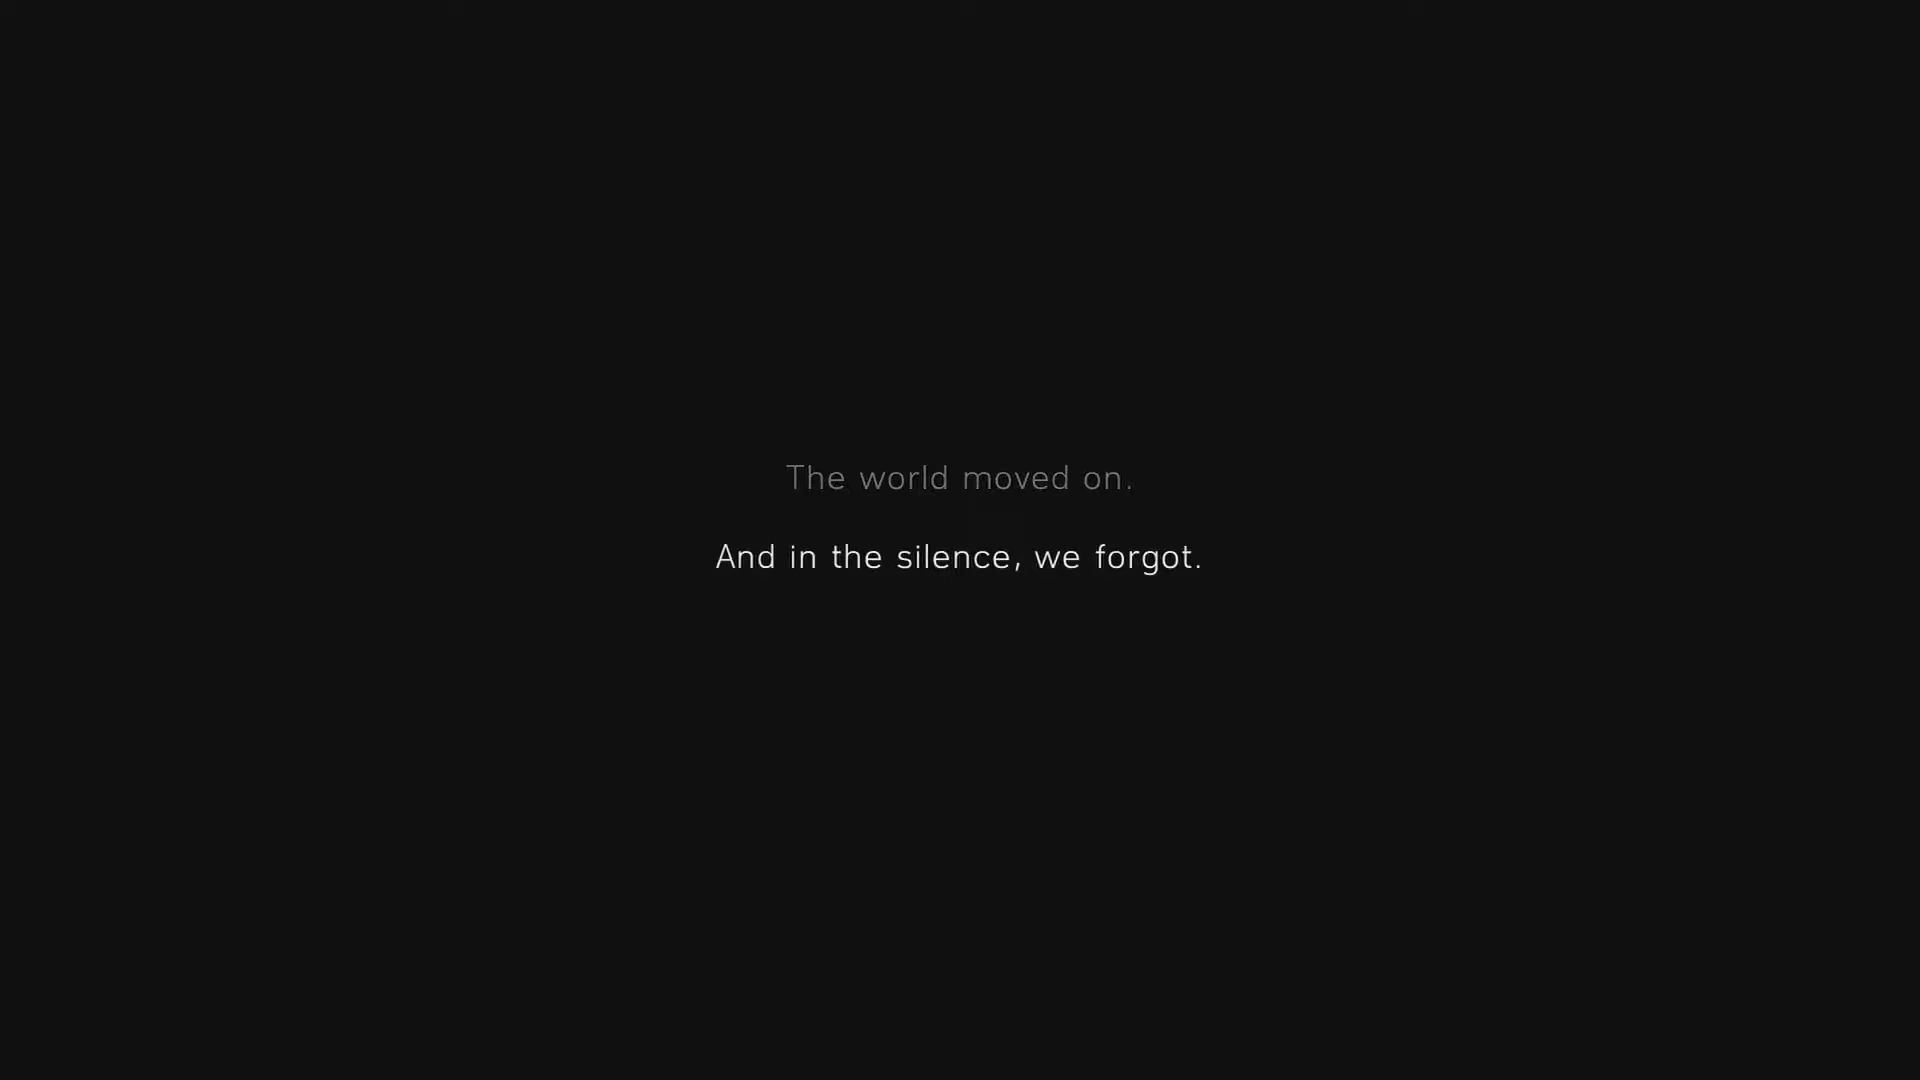 The world moved on.
And in the silence, we forgot.